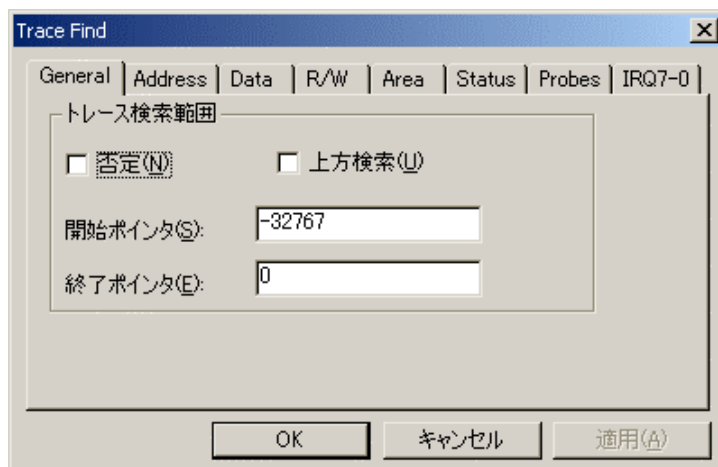 Trace Find
General Address Data R/W Area Status Probes IRQ7-0
トレース検索範囲
否定(N) 上方検索(U)
開始ポインタ(S): -32767
終了ポインタ(E): 0
OK キャンセル 適用(A)